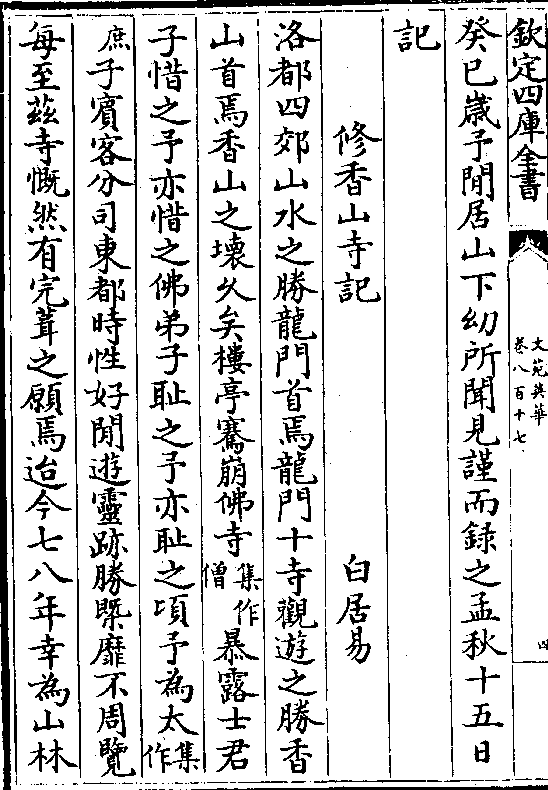 欽定四庫全書
文苑英華
卷八百十七
四
癸巳歲予閒居山下幼所聞見謹而録之孟秋十五日
記
修香山寺記 白居易
洛都四郊山水之勝龍門首焉龍門十寺觀遊之勝香
山首焉香山之壞久矣樓亭騫崩佛寺集作僧暴露士君
子惜之予亦惜之佛弟子恥之予亦恥之頃予為太集作
庶子賓客分司東都時性好閒遊靈跡勝槩靡不周覽
每至茲寺慨然有完葺之願焉迨今七八年幸為山林